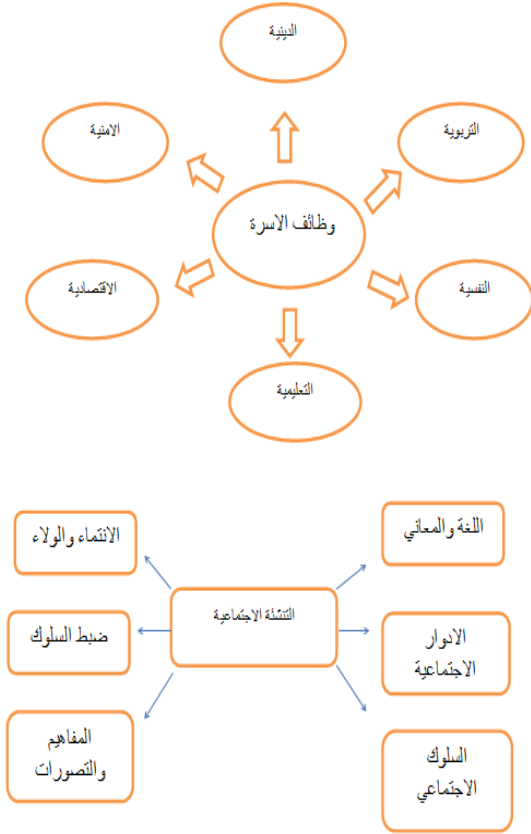 الدينية
التربوية
الامنية
وظائف الاسرة
النفسية
الاقتصادية
التعليمية
اللغة والمعاني
الانتماء والولاء
التنشئة الاجتماعية
الادوار
الاجتماعية
ضبط السلوك
السلوك
الاجتماعي
المفاهيم
والتصورات